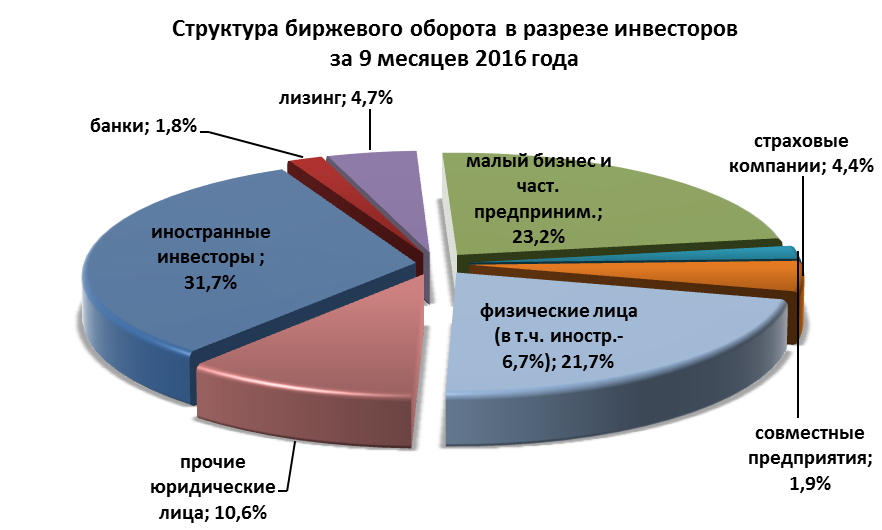 Структура биржевого оборота в разрезе инвесторов
за 9 месяцев 2016 года
лизинг; 4,7%
банки; 1,8%
малый бизнес и
част.
предприним.;
23,2%
страховые
компании; 4,4%
иностранные
инвесторы ;
31,7%
физические лица
(в т.ч. иностр.-
6,7%); 21,7%
совместные
предприятия;
1,9%
прочие
юридические
лица; 10,6%